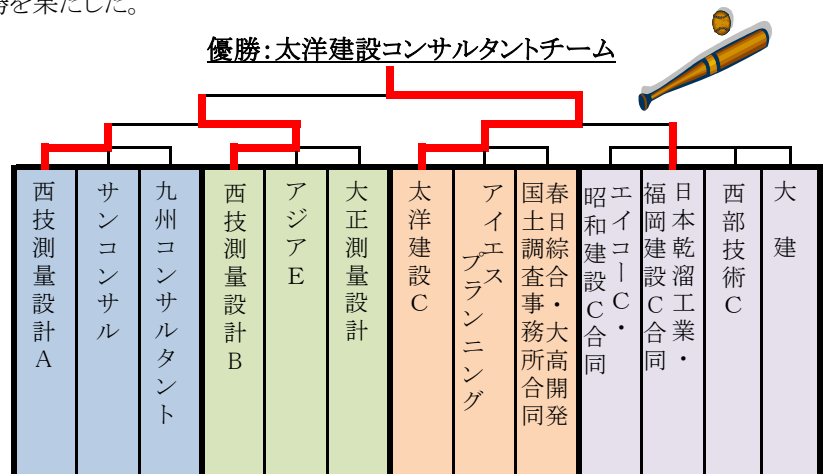 勝を果たした。
優勝:太洋建設コンサルタントチーム
西技測量設計A
サンコンサル
九州コンサルタント
西技測量設計B
アジアE
大正測量設計
太洋建設C
アイエス
プランニング
春日綜合・大高開発
国土調査事務所合同
エイコーC・
昭和建設C合同
日本乾溜工業・
福岡建設C合同
西部技術C
大建